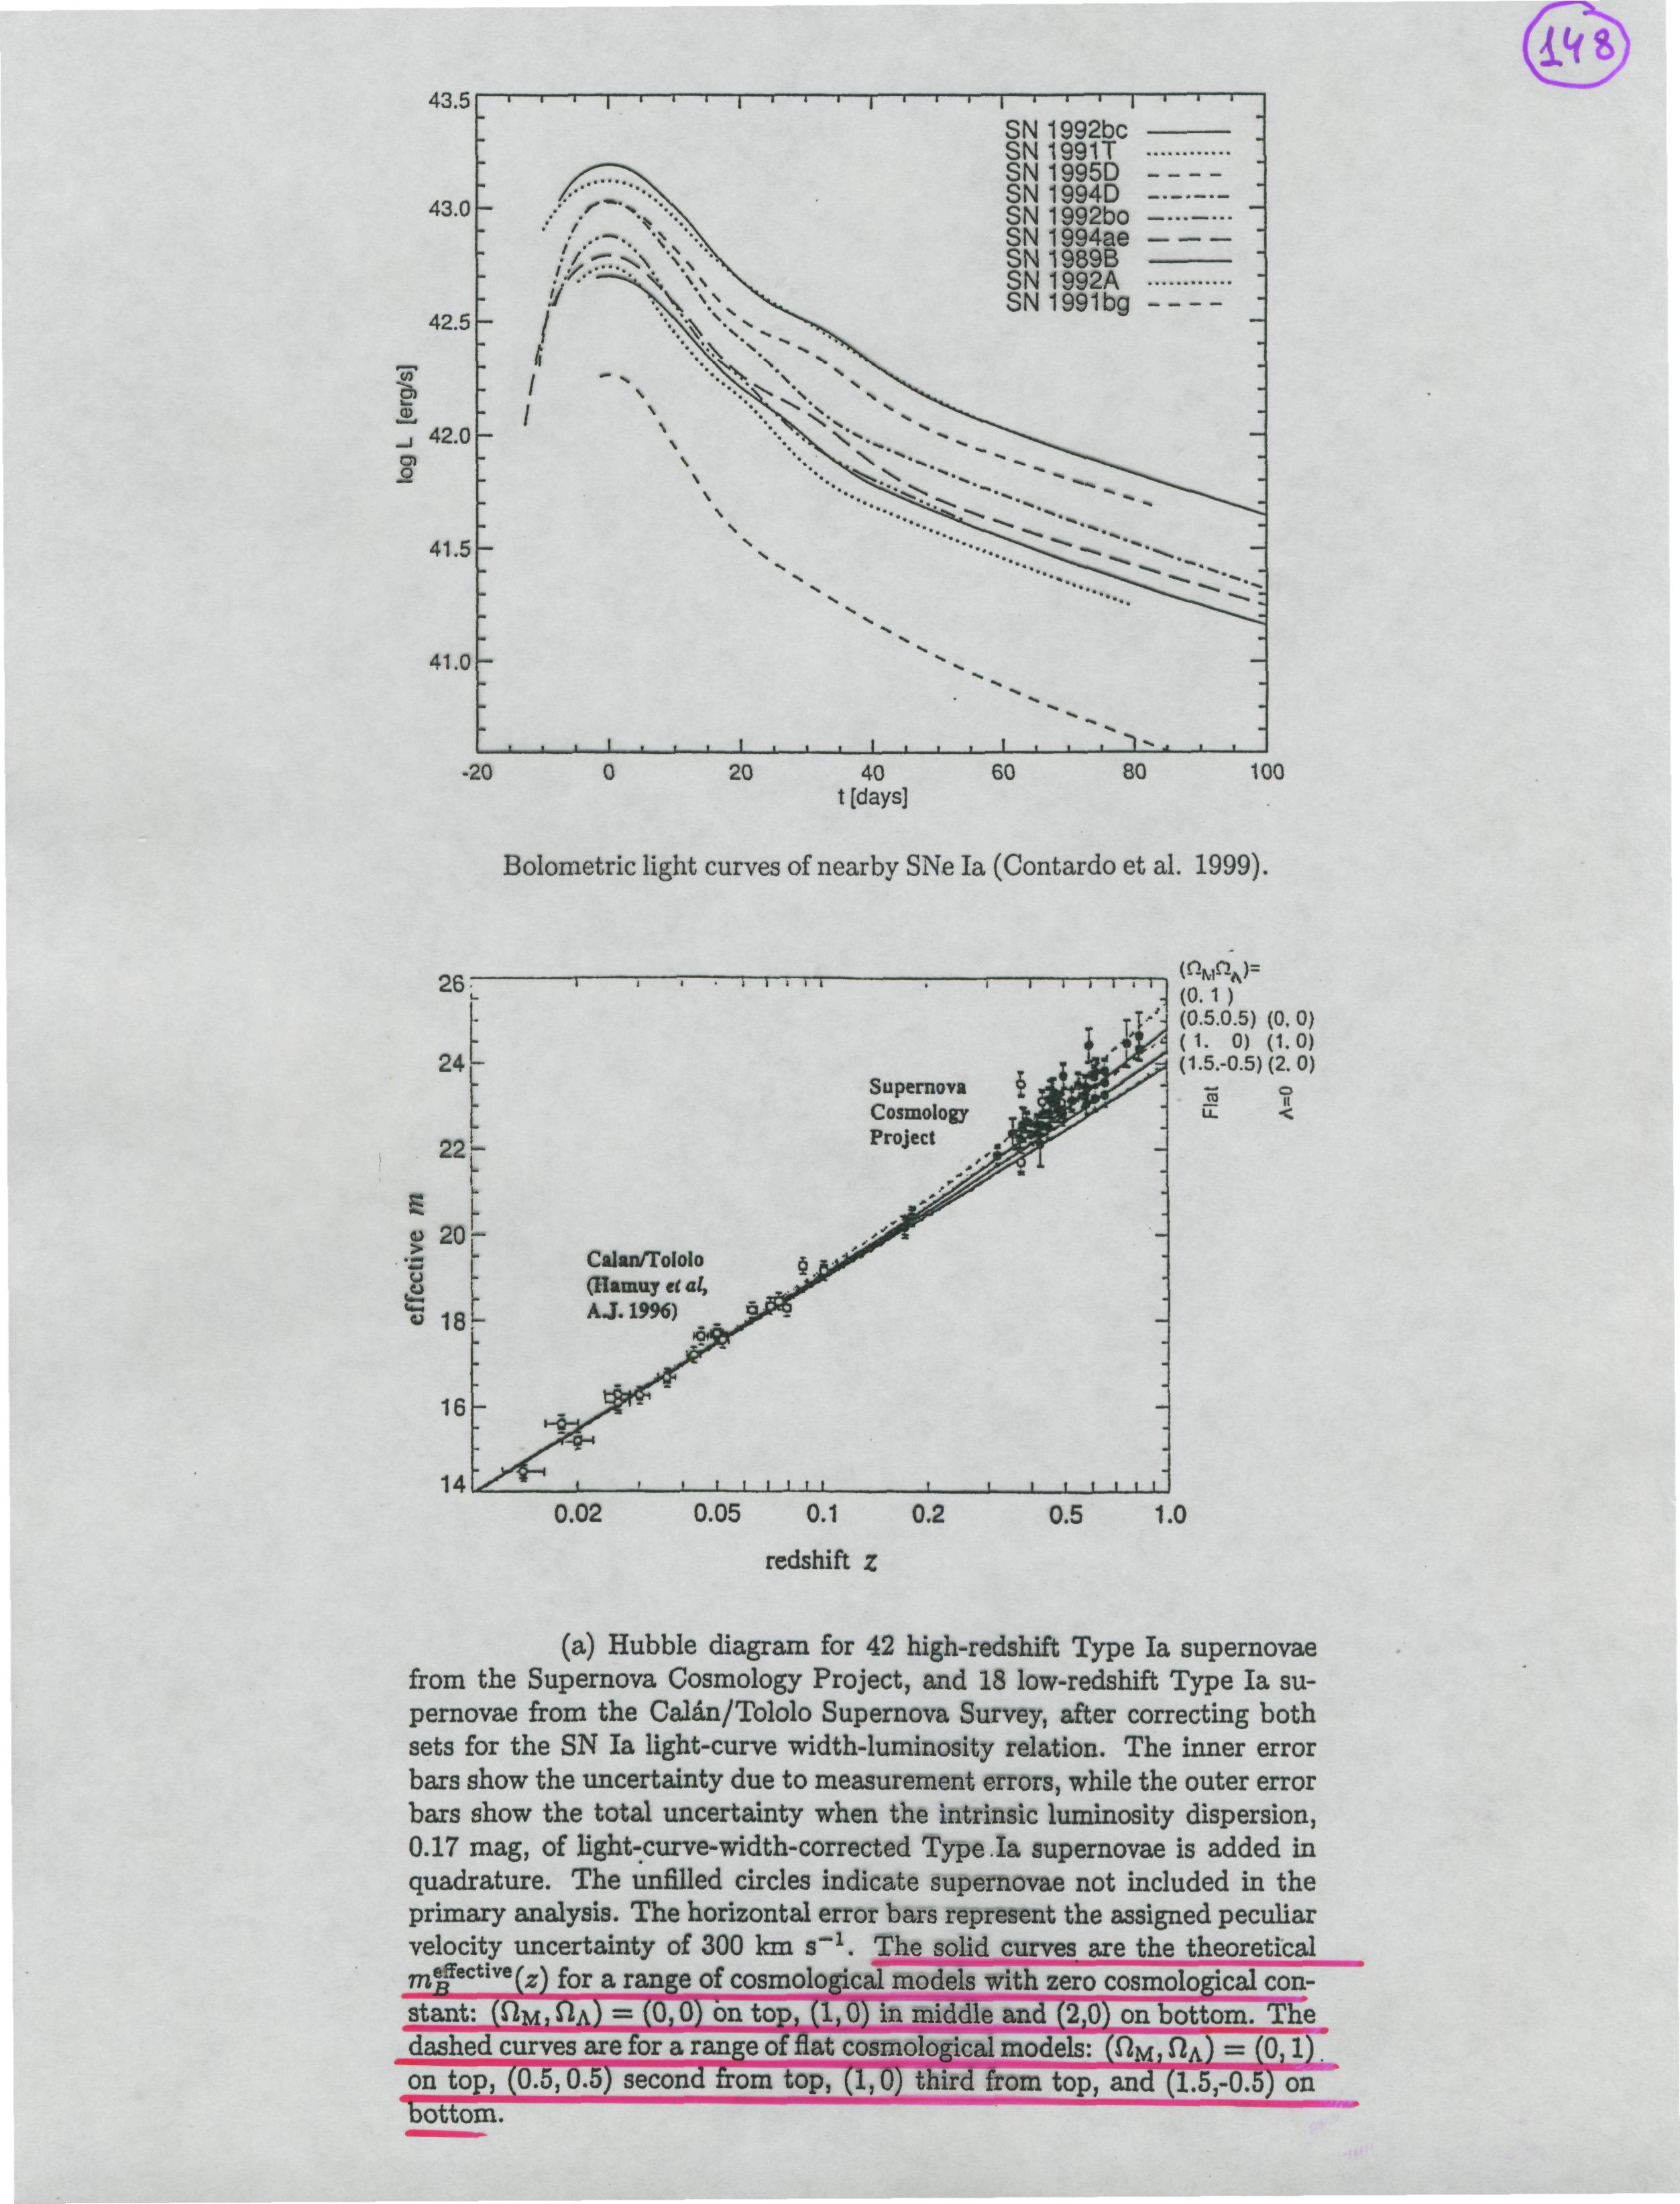 148
43.5
43.0
42.5
42.0
41.5
41.0
log L [erg/s]
SN 1992bc
SN 1991T
SN 1995D
SN 1994D
SN 1992bo
SN 1994ae
SN 1989B
SN 1992A
SN 1991bg
-20 0 20 40 60 80 100
t [days]
Bolometric light curves of nearby SNe Ia (Contardo et al. 1999).
26
24
22
20
18
16
14
effective m
(Ω_M Ω_Λ)=
(0. 1 )
(0.5.0.5) (0, 0)
( 1. 0) (1. 0)
(1.5.-0.5) (2. 0)
Flat
Λ=0
Supernova
Cosmology
Project
Calan/Tololo
(Hamuy et al,
A.J. 1996)
0.02 0.05 0.1 0.2 0.5 1.0
redshift z
(a) Hubble diagram for 42 high-redshift Type Ia supernovae
from the Supernova Cosmology Project, and 18 low-redshift Type Ia su-
pernovae from the Calán/Tololo Supernova Survey, after correcting both
sets for the SN Ia light-curve width-luminosity relation. The inner error
bars show the uncertainty due to measurement errors, while the outer error
bars show the total uncertainty when the intrinsic luminosity dispersion,
0.17 mag, of light-curve-width-corrected Type Ia supernovae is added in
quadrature. The unfilled circles indicate supernovae not included in the
primary analysis. The horizontal error bars represent the assigned peculiar
velocity uncertainty of 300 km s⁻¹. The solid curves are the theoretical
m_B^effective(z) for a range of cosmological models with zero cosmological con-
stant: (Ω_M, Ω_Λ) = (0, 0) on top, (1, 0) in middle and (2,0) on bottom. The
dashed curves are for a range of flat cosmological models: (Ω_M, Ω_Λ) = (0, 1)
on top, (0.5, 0.5) second from top, (1, 0) third from top, and (1.5,-0.5) on
bottom.